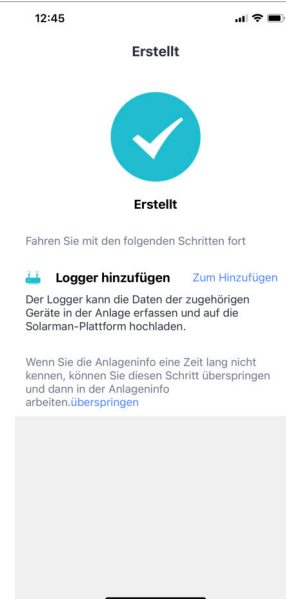 12:45
Erstellt
Erstellt
Fahren Sie mit den folgenden Schritten fort
Logger hinzufügen Zum Hinzufügen
Der Logger kann die Daten der zugehörigen
Geräte in der Anlage erfassen und auf die
Solarman-Plattform hochladen.
Wenn Sie die Anlageninfo eine Zeit lang nicht
kennen, können Sie diesen Schritt überspringen
und dann in der Anlageninfo
arbeiten.überspringen